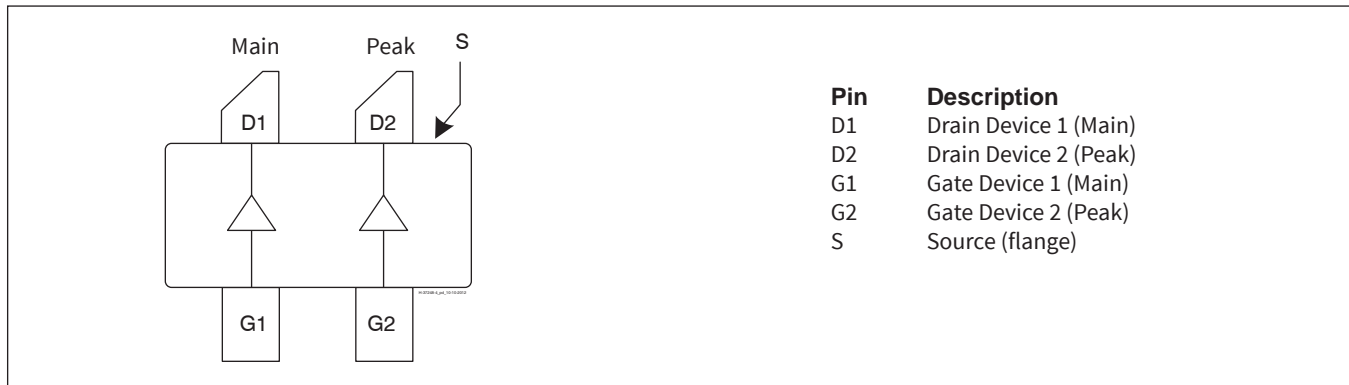 Main Peak S
D1 D2
G1 G2
Pin Description
D1 Drain Device 1 (Main)
D2 Drain Device 2 (Peak)
G1 Gate Device 1 (Main)
G2 Gate Device 2 (Peak)
S Source (flange)